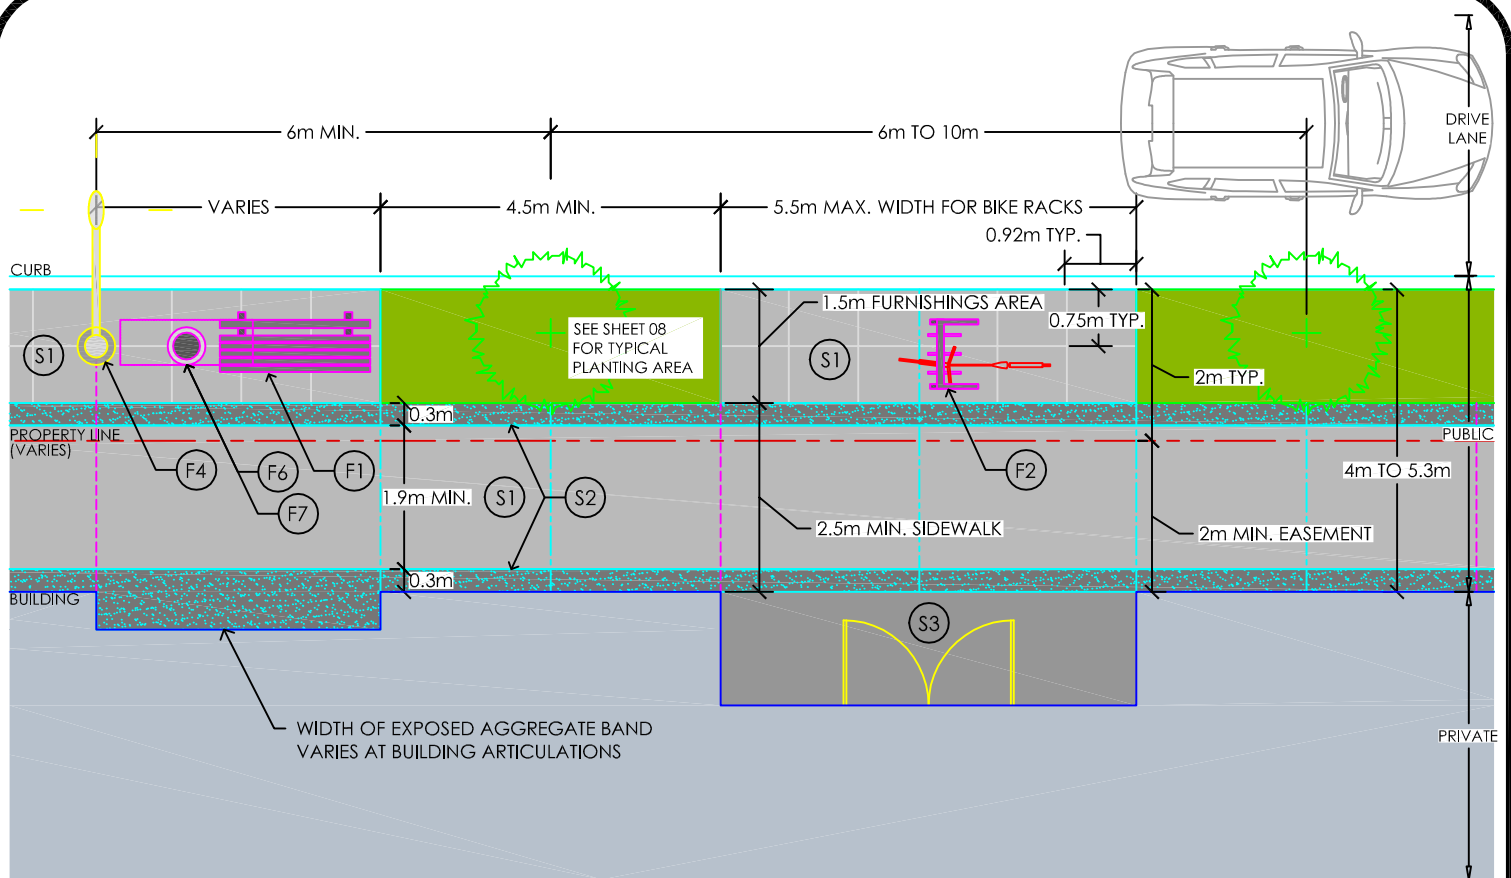 DRIVE
LANE
6m MIN.
6m TO 10m
VARIES
4.5m MIN.
5.5m MAX. WIDTH FOR BIKE RACKS
0.92m TYP.
CURB
1.5m FURNISHINGS AREA
0.75m TYP.
SEE SHEET 08
FOR TYPICAL
PLANTING AREA
S1
S1
2m TYP.
0.3m
PROPERTY LINE
(VARIES)
PUBLIC
F4
F6
F1
F2
4m TO 5.3m
1.9m MIN.
S1
S2
F7
2.5m MIN. SIDEWALK
2m MIN. EASEMENT
0.3m
BUILDING
S3
WIDTH OF EXPOSED AGGREGATE BAND
VARIES AT BUILDING ARTICULATIONS
PRIVATE